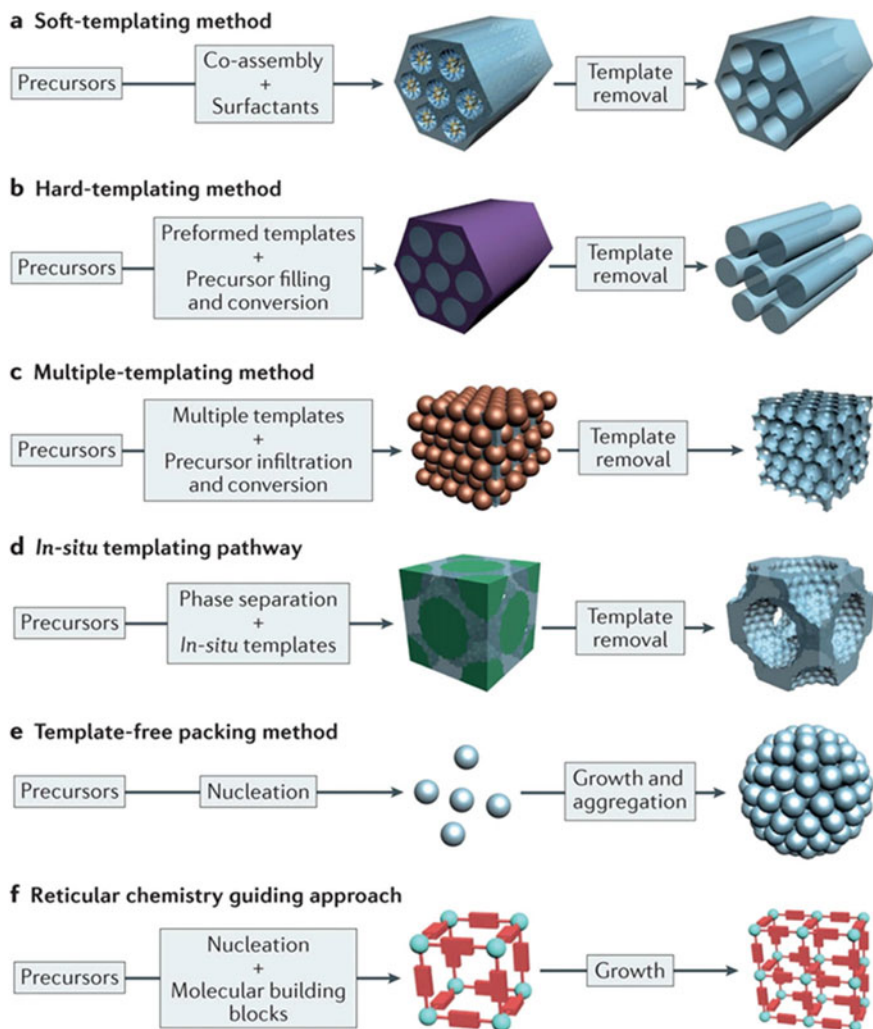 a Soft-templating method
Precursors
Co-assembly
+
Surfactants
Template
removal
b Hard-templating method
Precursors
Preformed templates
+
Precursor filling
and conversion
Template
removal
c Multiple-templating method
Precursors
Multiple templates
+
Precursor infiltration
and conversion
Template
removal
d In-situ templating pathway
Precursors
Phase separation
+
In-situ templates
Template
removal
e Template-free packing method
Precursors
Nucleation
Growth and
aggregation
f Reticular chemistry guiding approach
Precursors
Nucleation
+
Molecular building
blocks
Growth